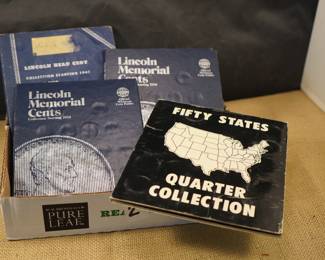 LINCOLN HEAD CENT
COLLECTION STARTING 1941
Lincoln
Memorial
Cents
Lincoln
Memorial
Cents
FIFTY STATES
QUARTER
COLLECTION
PURE
LEAF